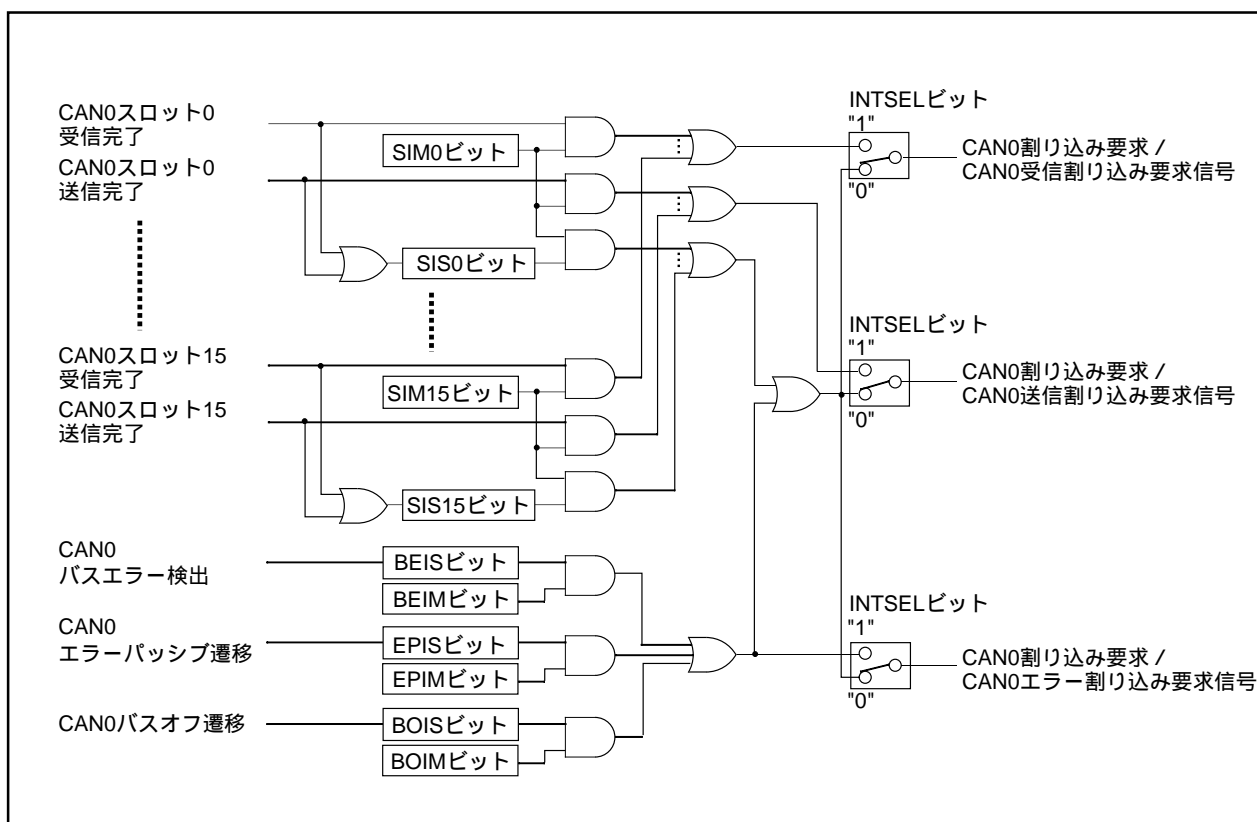 CAN0スロット0
受信完了
CAN0スロット0
送信完了
SIM0ビット
SIS0ビット
INTSELビット
"1"
"0"
CAN0割り込み要求 /
CAN0受信割り込み要求信号
CAN0スロット15
受信完了
CAN0スロット15
送信完了
SIM15ビット
SIS15ビット
INTSELビット
"1"
"0"
CAN0割り込み要求 /
CAN0送信割り込み要求信号
CAN0
バスエラー検出
BEISビット
BEIMビット
CAN0
エラーパッシブ遷移
EPISビット
EPIMビット
CAN0バスオフ遷移
BOISビット
BOIMビット
INTSELビット
"1"
"0"
CAN0割り込み要求 /
CAN0エラー割り込み要求信号